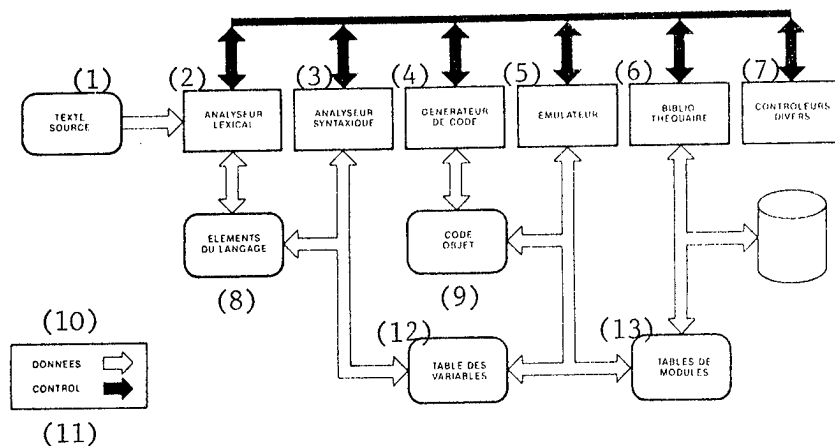 (1)
TEXTE
SOURCE
(2)
ANALYSEUR
LEXICAL
(3)
ANALYSEUR
SYNTAXIQUE
(4)
GENERATEUR
DE CODE
(5)
EMULATEUR
(6)
BIBLIO
THEQUAIRE
(7)
CONTROLEURS
DIVERS
ELEMENTS
DU LANGAGE
(8)
CODE
OBJET
(9)
(10)
DONNEES
CONTROL
(11)
(12)
TABLE DES
VARIABLES
(13)
TABLES DE
MODULES